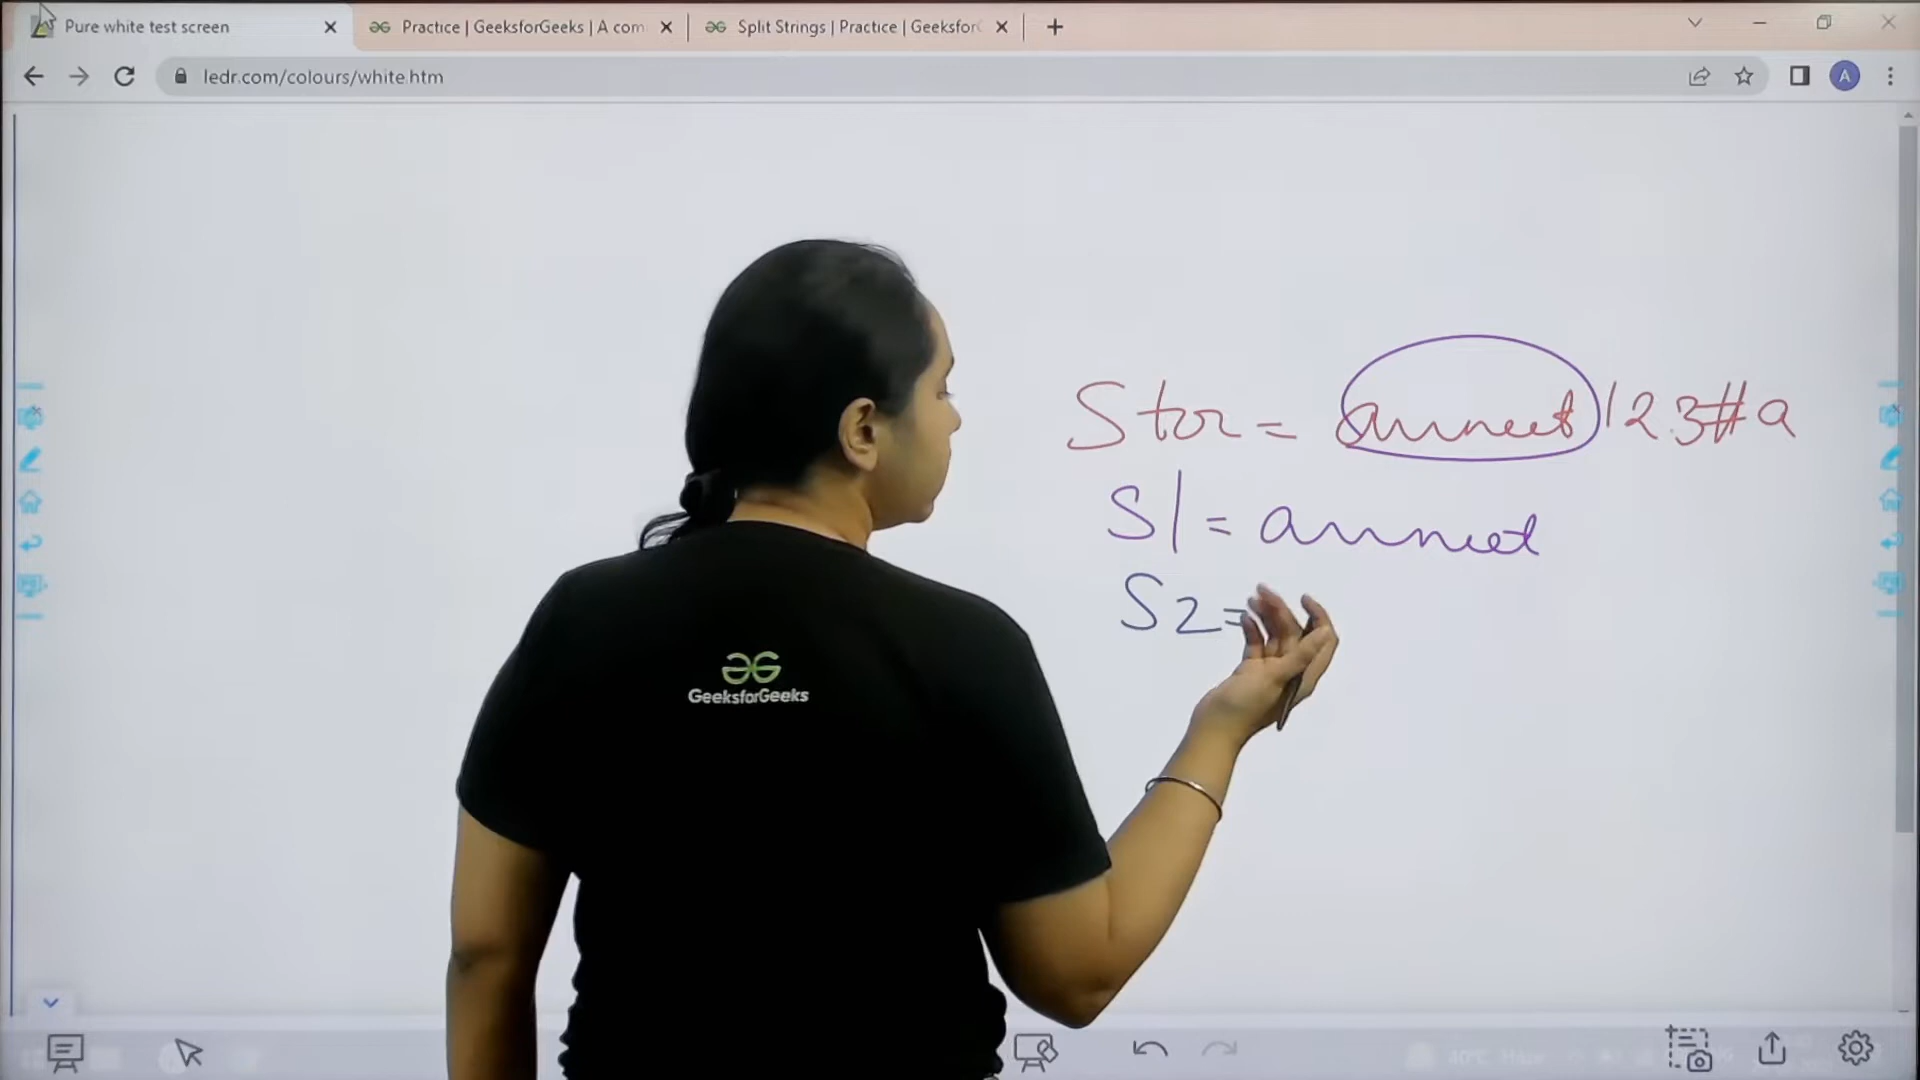 Pure white test screen
Practice | GeeksforGeeks | A com
Split Strings | Practice | Geeksfor
ledr.com/colours/white.htm
A
Str = anneet123#a
S1 = anneet
S2=
GeeksforGeeks